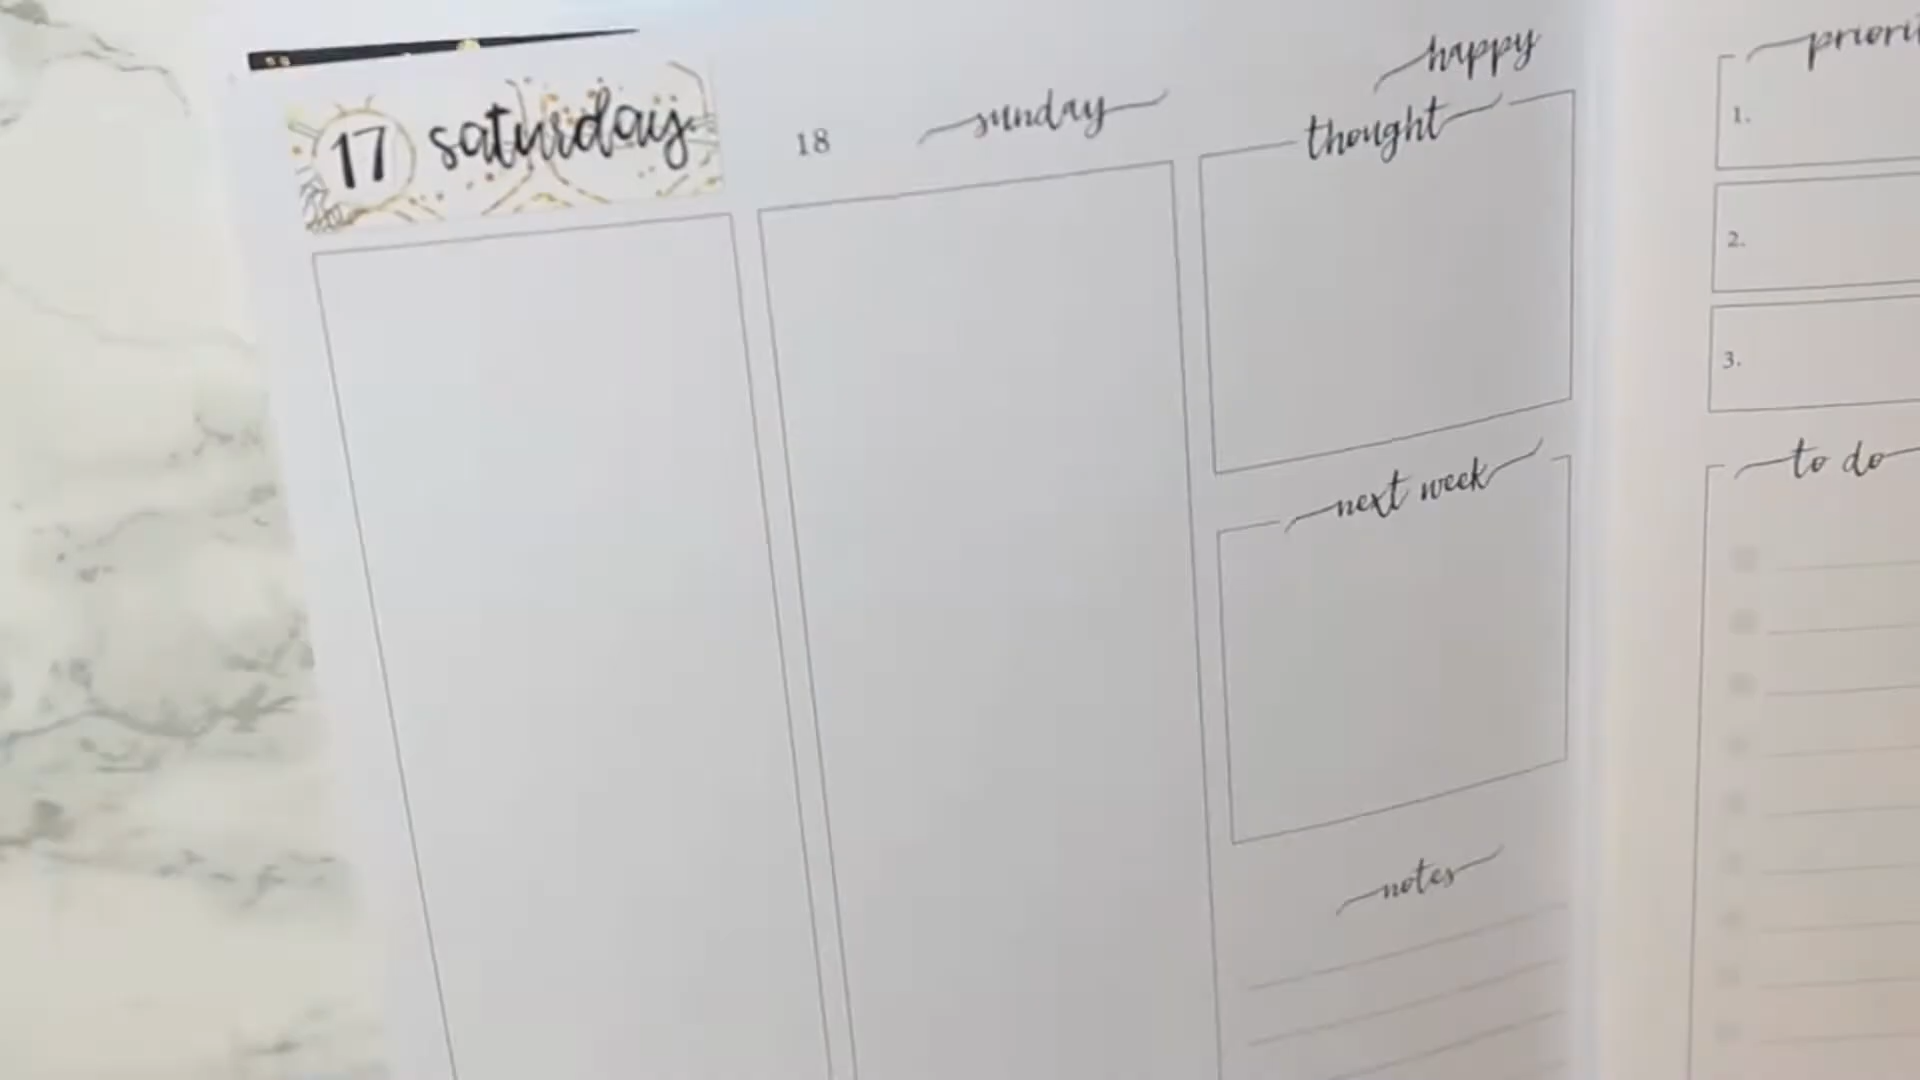 17 saturday
18 sunday
happy
thought
next week
notes
1.
2.
3.
to do